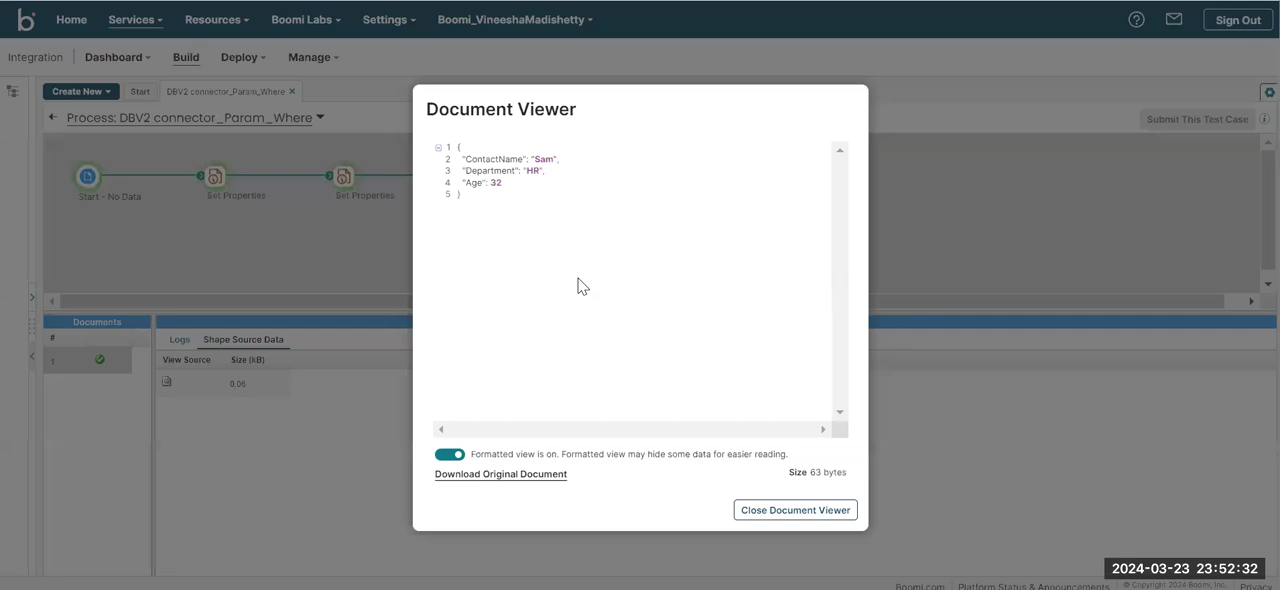 b Home Services Resources Boomi Labs Settings Boomi_VineeshaMadishetty Sign Out
Integration Dashboard Build Deploy Manage
Create New Start DBV2 connector_Param_Where
Process: DBV2 connector_Param_Where Submit This Test Case
Start - No Data Set Properties Set Properties
Document Viewer
1 {
2 "ContactName": "Sam",
3 "Department": "HR",
4 "Age": 32
5 }
Documents
# Logs Shape Source Data
View Source Size (kB)
1 0.06
Formatted view is on. Formatted view may hide some data for easier reading.
Download Original Document Size 63 bytes
Close Document Viewer
2024-03-23 23:52:32
Boomi.com Platform Status & Announcements © Copyright 2024 Boomi, Inc. Privacy